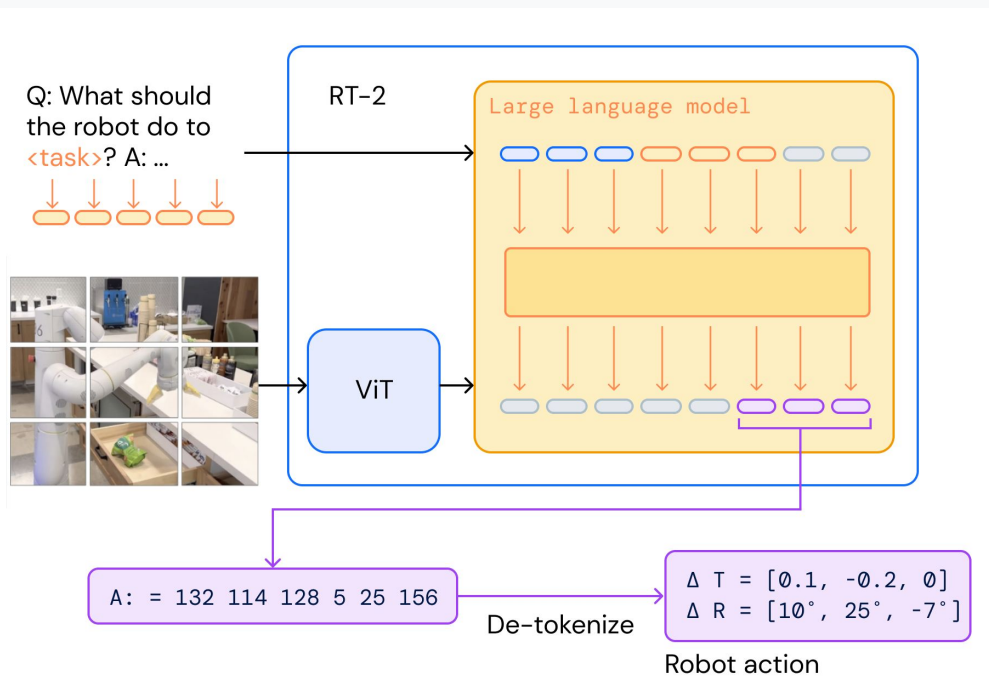 Q: What should
the robot do to
<task>? A: ...
RT-2
Large language model
ViT
6
A: = 132 114 128 5 25 156
De-tokenize
Δ T = [0.1, -0.2, 0]
Δ R = [10°, 25°, -7°]
Robot action